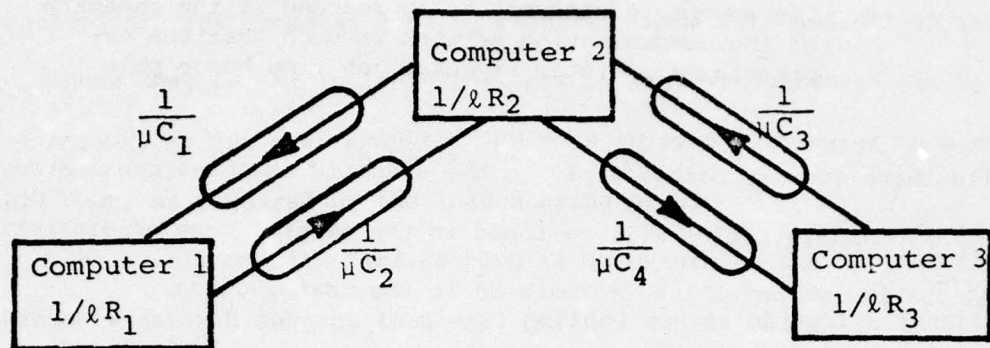 Computer 2
1/ℓR₂
1/μC₁
1/μC₃
1/μC₂
1/μC₄
Computer 1
1/ℓR₁
Computer 3
1/ℓR₃